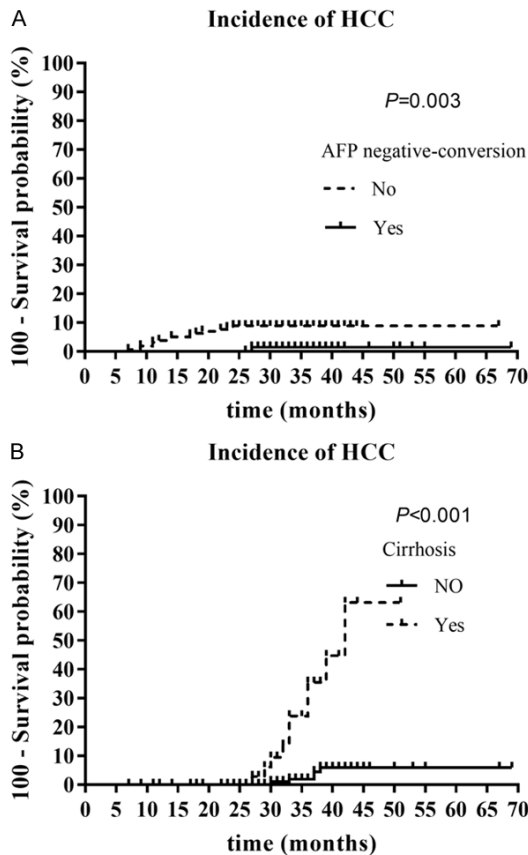 A
Incidence of HCC
100 - Survival probability (%)
100
90
80
70
60
50
40
30
20
10
0
P=0.003
AFP negative-conversion
No
Yes
0 5 10 15 20 25 30 35 40 45 50 55 60 65 70
time (months)
B
Incidence of HCC
100 - Survival probability (%)
100
90
80
70
60
50
40
30
20
10
0
P<0.001
Cirrhosis
NO
Yes
0 5 10 15 20 25 30 35 40 45 50 55 60 65 70
time (months)